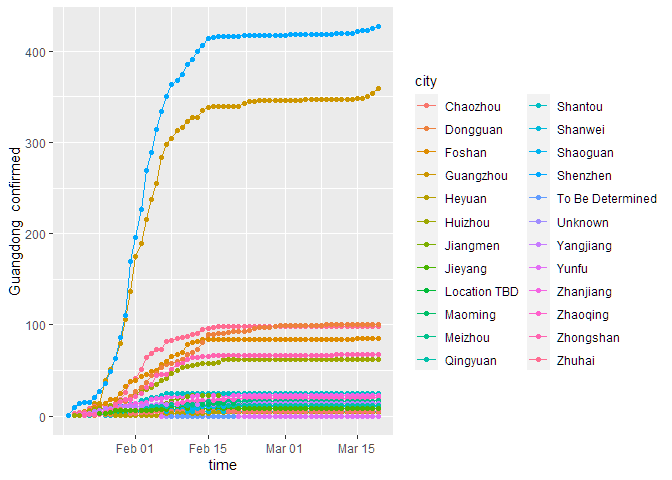 400
300
200
100
0
Guangdong confirmed
Feb 01
Feb 15
Mar 01
Mar 15
time
city
Chaozhou
Dongguan
Foshan
Guangzhou
Heyuan
Huizhou
Jiangmen
Jieyang
Location TBD
Maoming
Meizhou
Qingyuan
Shantou
Shanwei
Shaoguan
Shenzhen
To Be Determined
Unknown
Yangjiang
Yunfu
Zhanjiang
Zhaoqing
Zhongshan
Zhuhai